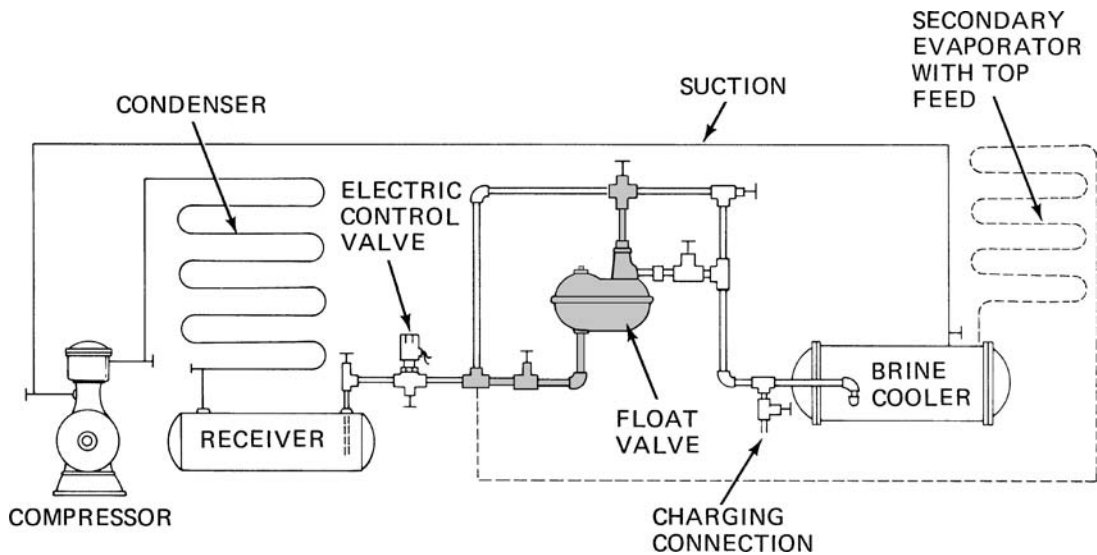 SECONDARY
EVAPORATOR
WITH TOP
FEED
SUCTION
CONDENSER
ELECTRIC
CONTROL
VALVE
BRINE
COOLER
FLOAT
VALVE
RECEIVER
COMPRESSOR
CHARGING
CONNECTION